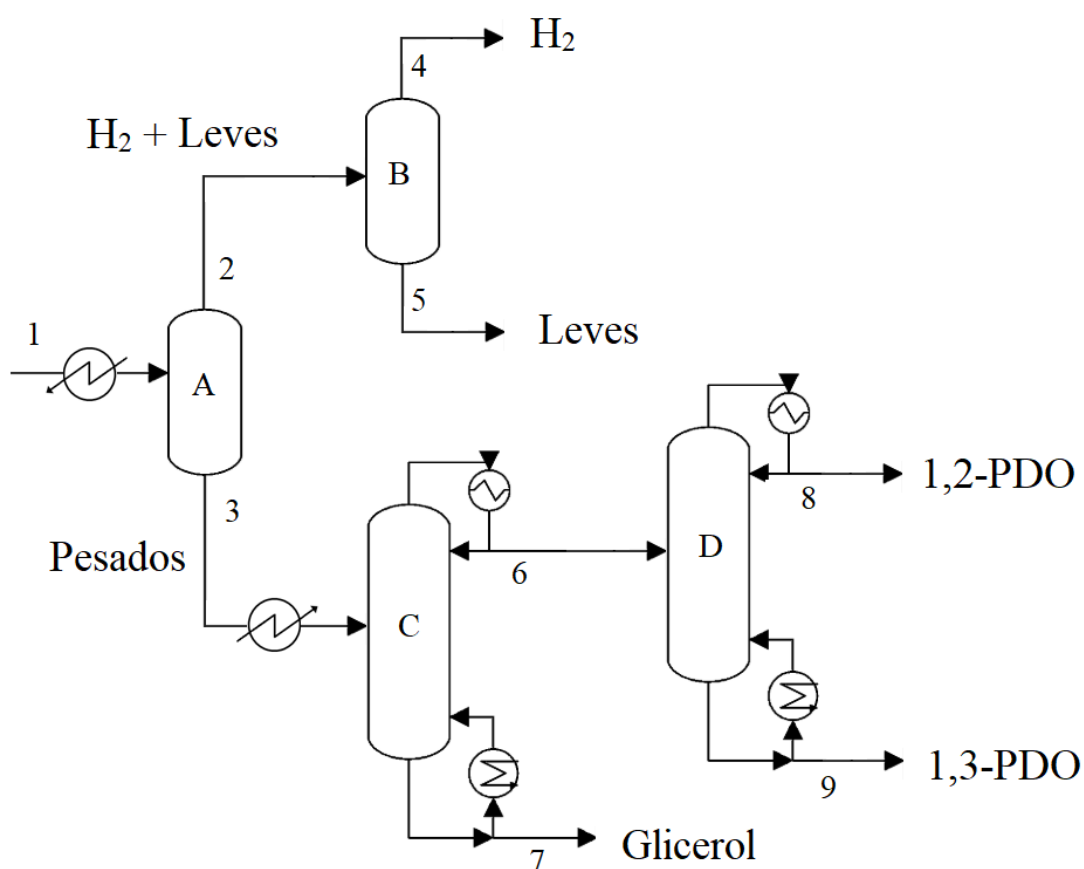 H₂
4
H₂ + Leves
B
2
5
Leves
1
A
3
Pesados
8
1,2-PDO
D
6
C
9
1,3-PDO
7
Glicerol